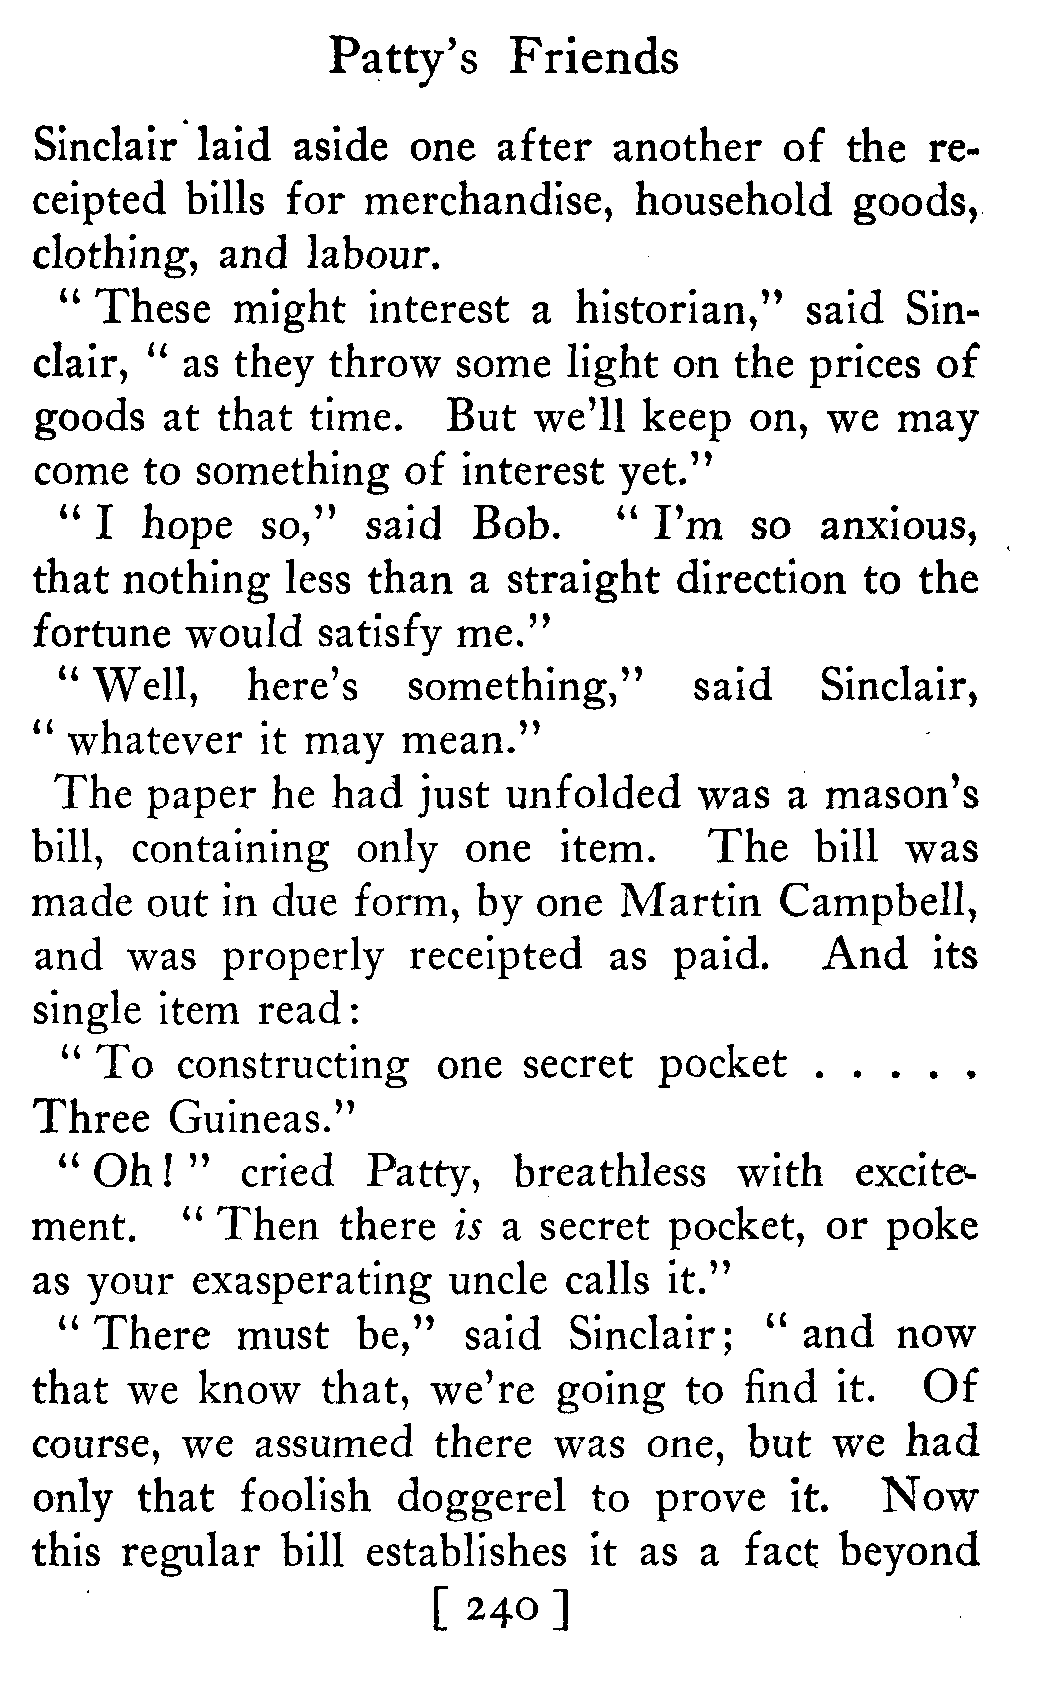 Patty's Friends
Sinclair laid aside one after another of the re-
ceipted bills for merchandise, household goods,
clothing, and labour.
“ These might interest a historian,” said Sin-
clair, “ as they throw some light on the prices of
goods at that time. But we'll keep on, we may
come to something of interest yet.”
“ I hope so,” said Bob. “ I'm so anxious,
that nothing less than a straight direction to the
fortune would satisfy me.”
“ Well, here's something,” said Sinclair,
“ whatever it may mean.”
The paper he had just unfolded was a mason's
bill, containing only one item. The bill was
made out in due form, by one Martin Campbell,
and was properly receipted as paid. And its
single item read:
“ To constructing one secret pocket . . . . .
Three Guineas.”
“ Oh! ” cried Patty, breathless with excite-
ment. “ Then there is a secret pocket, or poke
as your exasperating uncle calls it.”
“ There must be,” said Sinclair; “ and now
that we know that, we're going to find it. Of
course, we assumed there was one, but we had
only that foolish doggerel to prove it. Now
this regular bill establishes it as a fact beyond
[ 240 ]